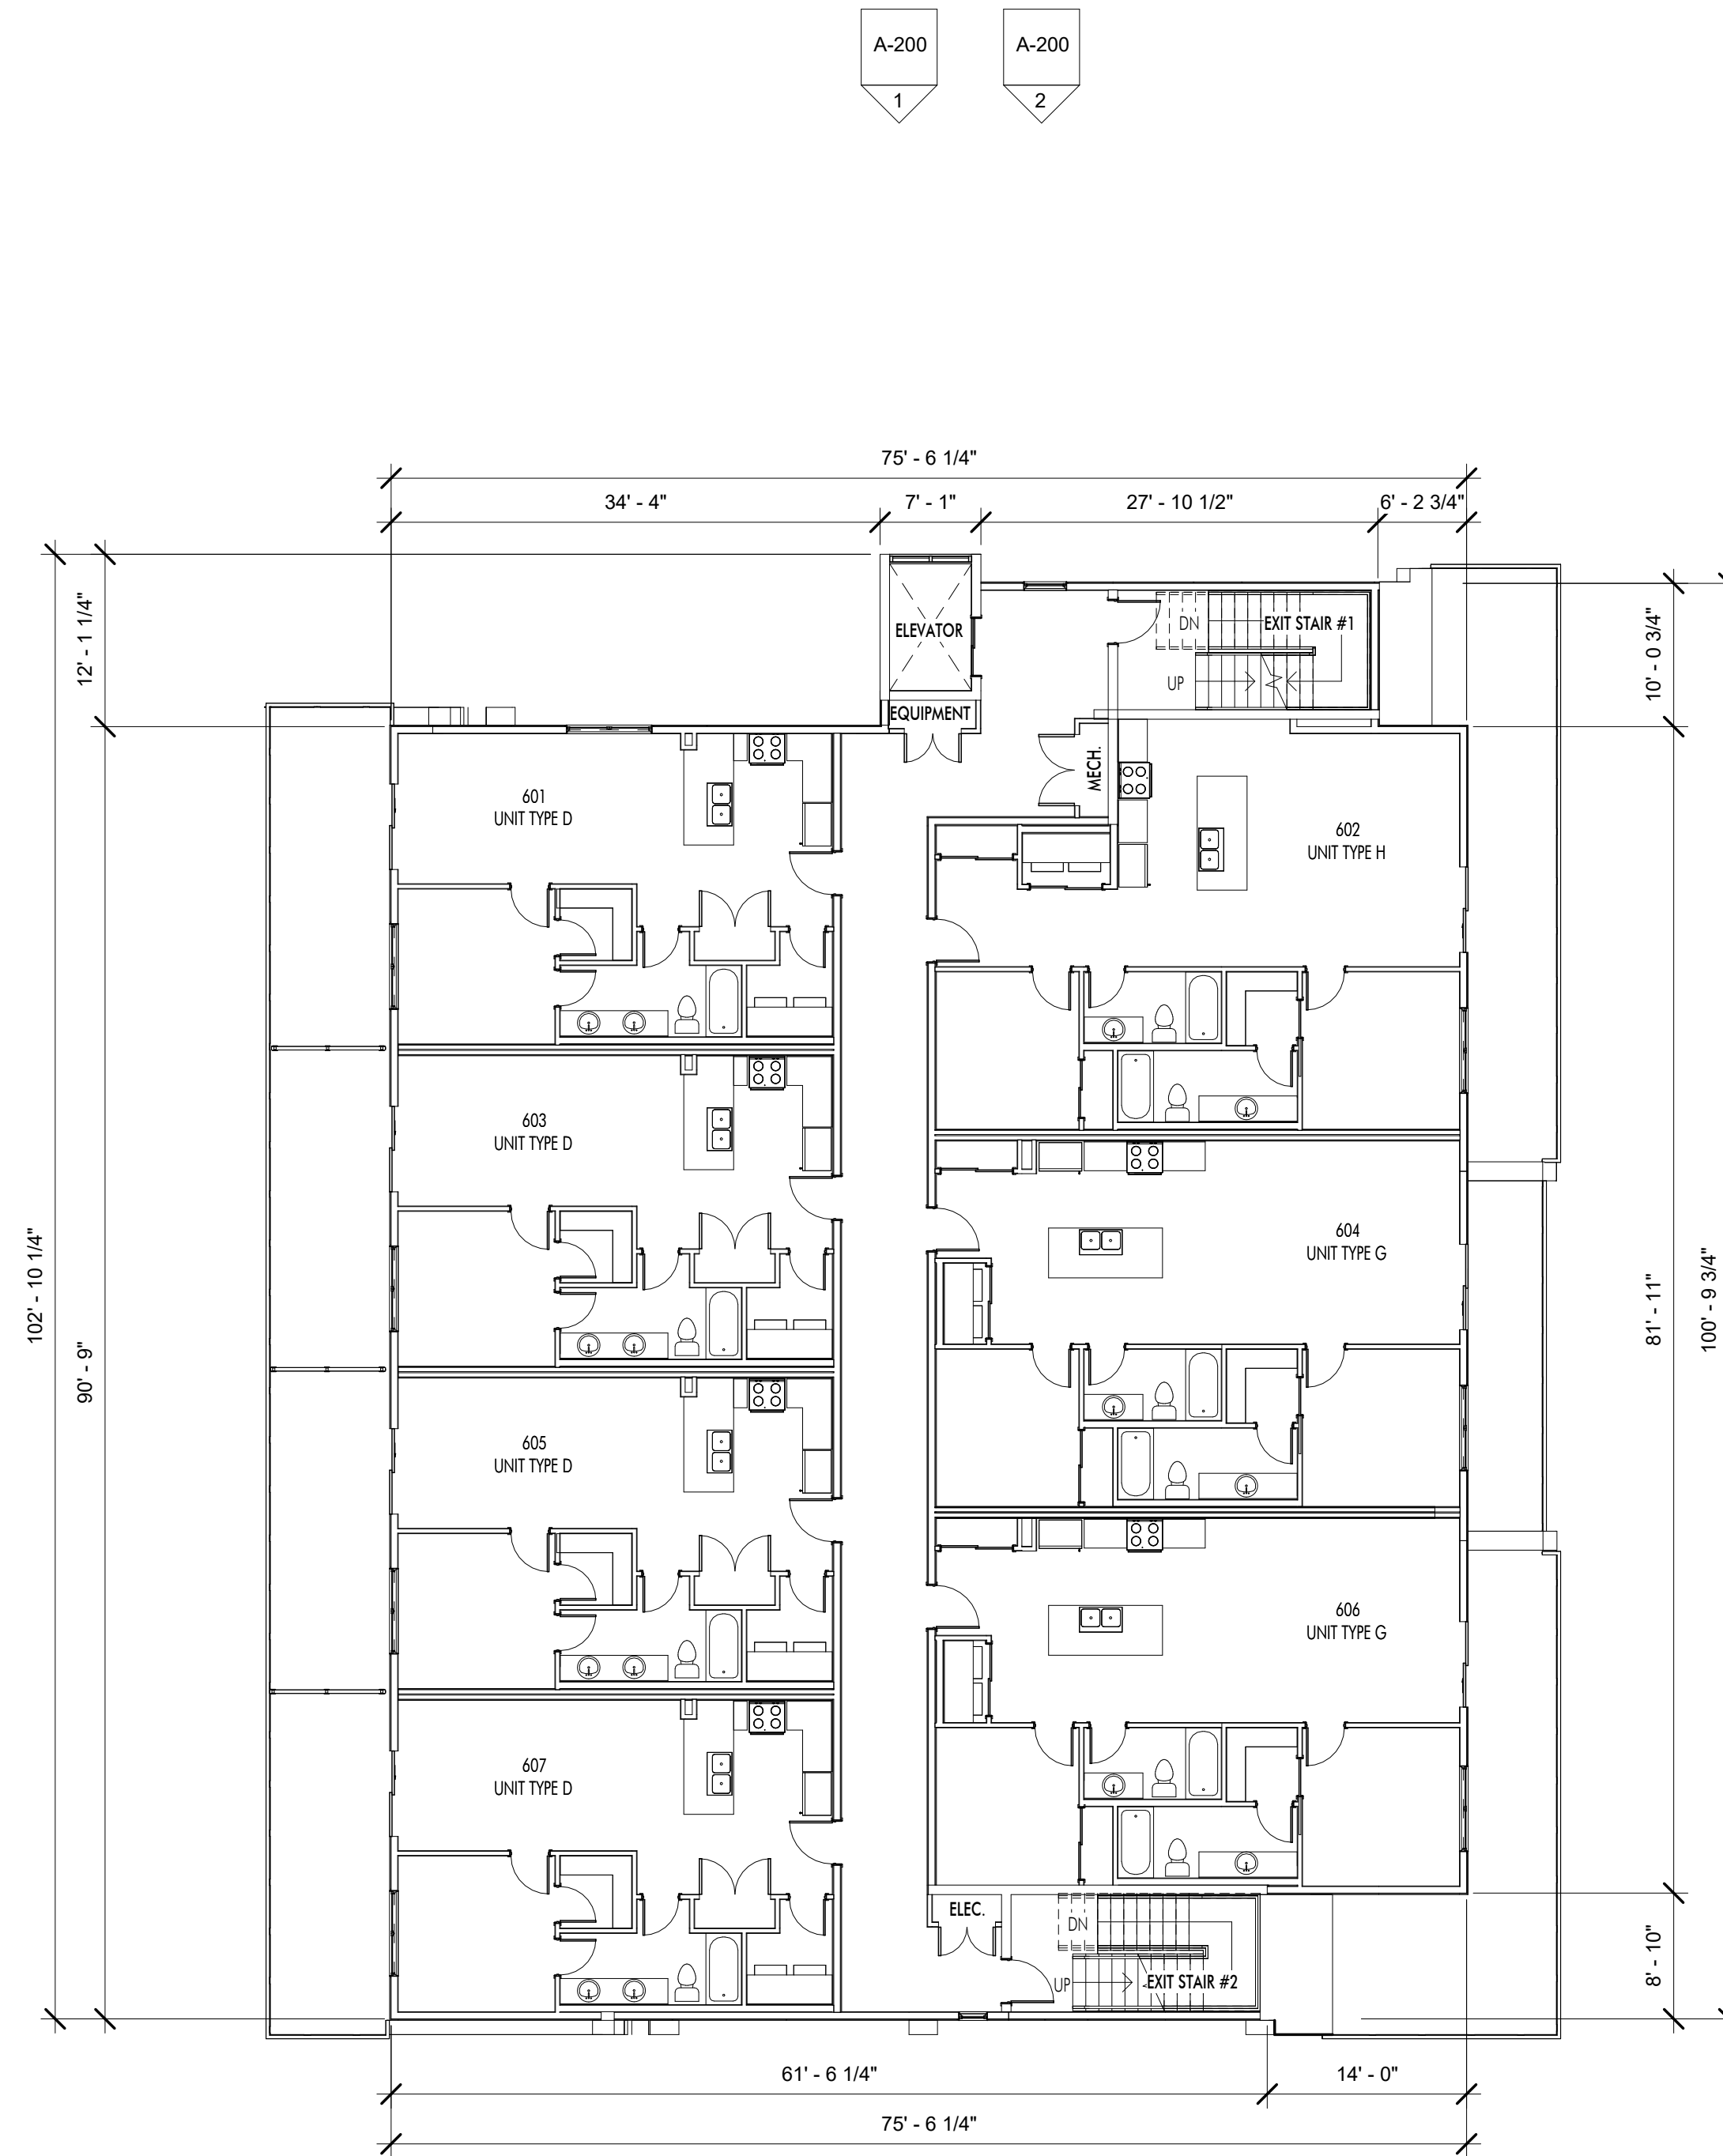 A-200
1
A-200
2
75' - 6 1/4"
34' - 4"
7' - 1"
27' - 10 1/2"
6' - 2 3/4"
12' - 1 1/4"
102' - 10 1/4"
90' - 9"
10' - 0 3/4"
81' - 11"
100' - 9 3/4"
8' - 10"
ELEVATOR
DN
EXIT STAIR #1
UP
EQUIPMENT
MECH.
601
UNIT TYPE D
602
UNIT TYPE H
603
UNIT TYPE D
604
UNIT TYPE G
605
UNIT TYPE D
606
UNIT TYPE G
607
UNIT TYPE D
ELEC.
DN
UP
EXIT STAIR #2
61' - 6 1/4"
14' - 0"
75' - 6 1/4"